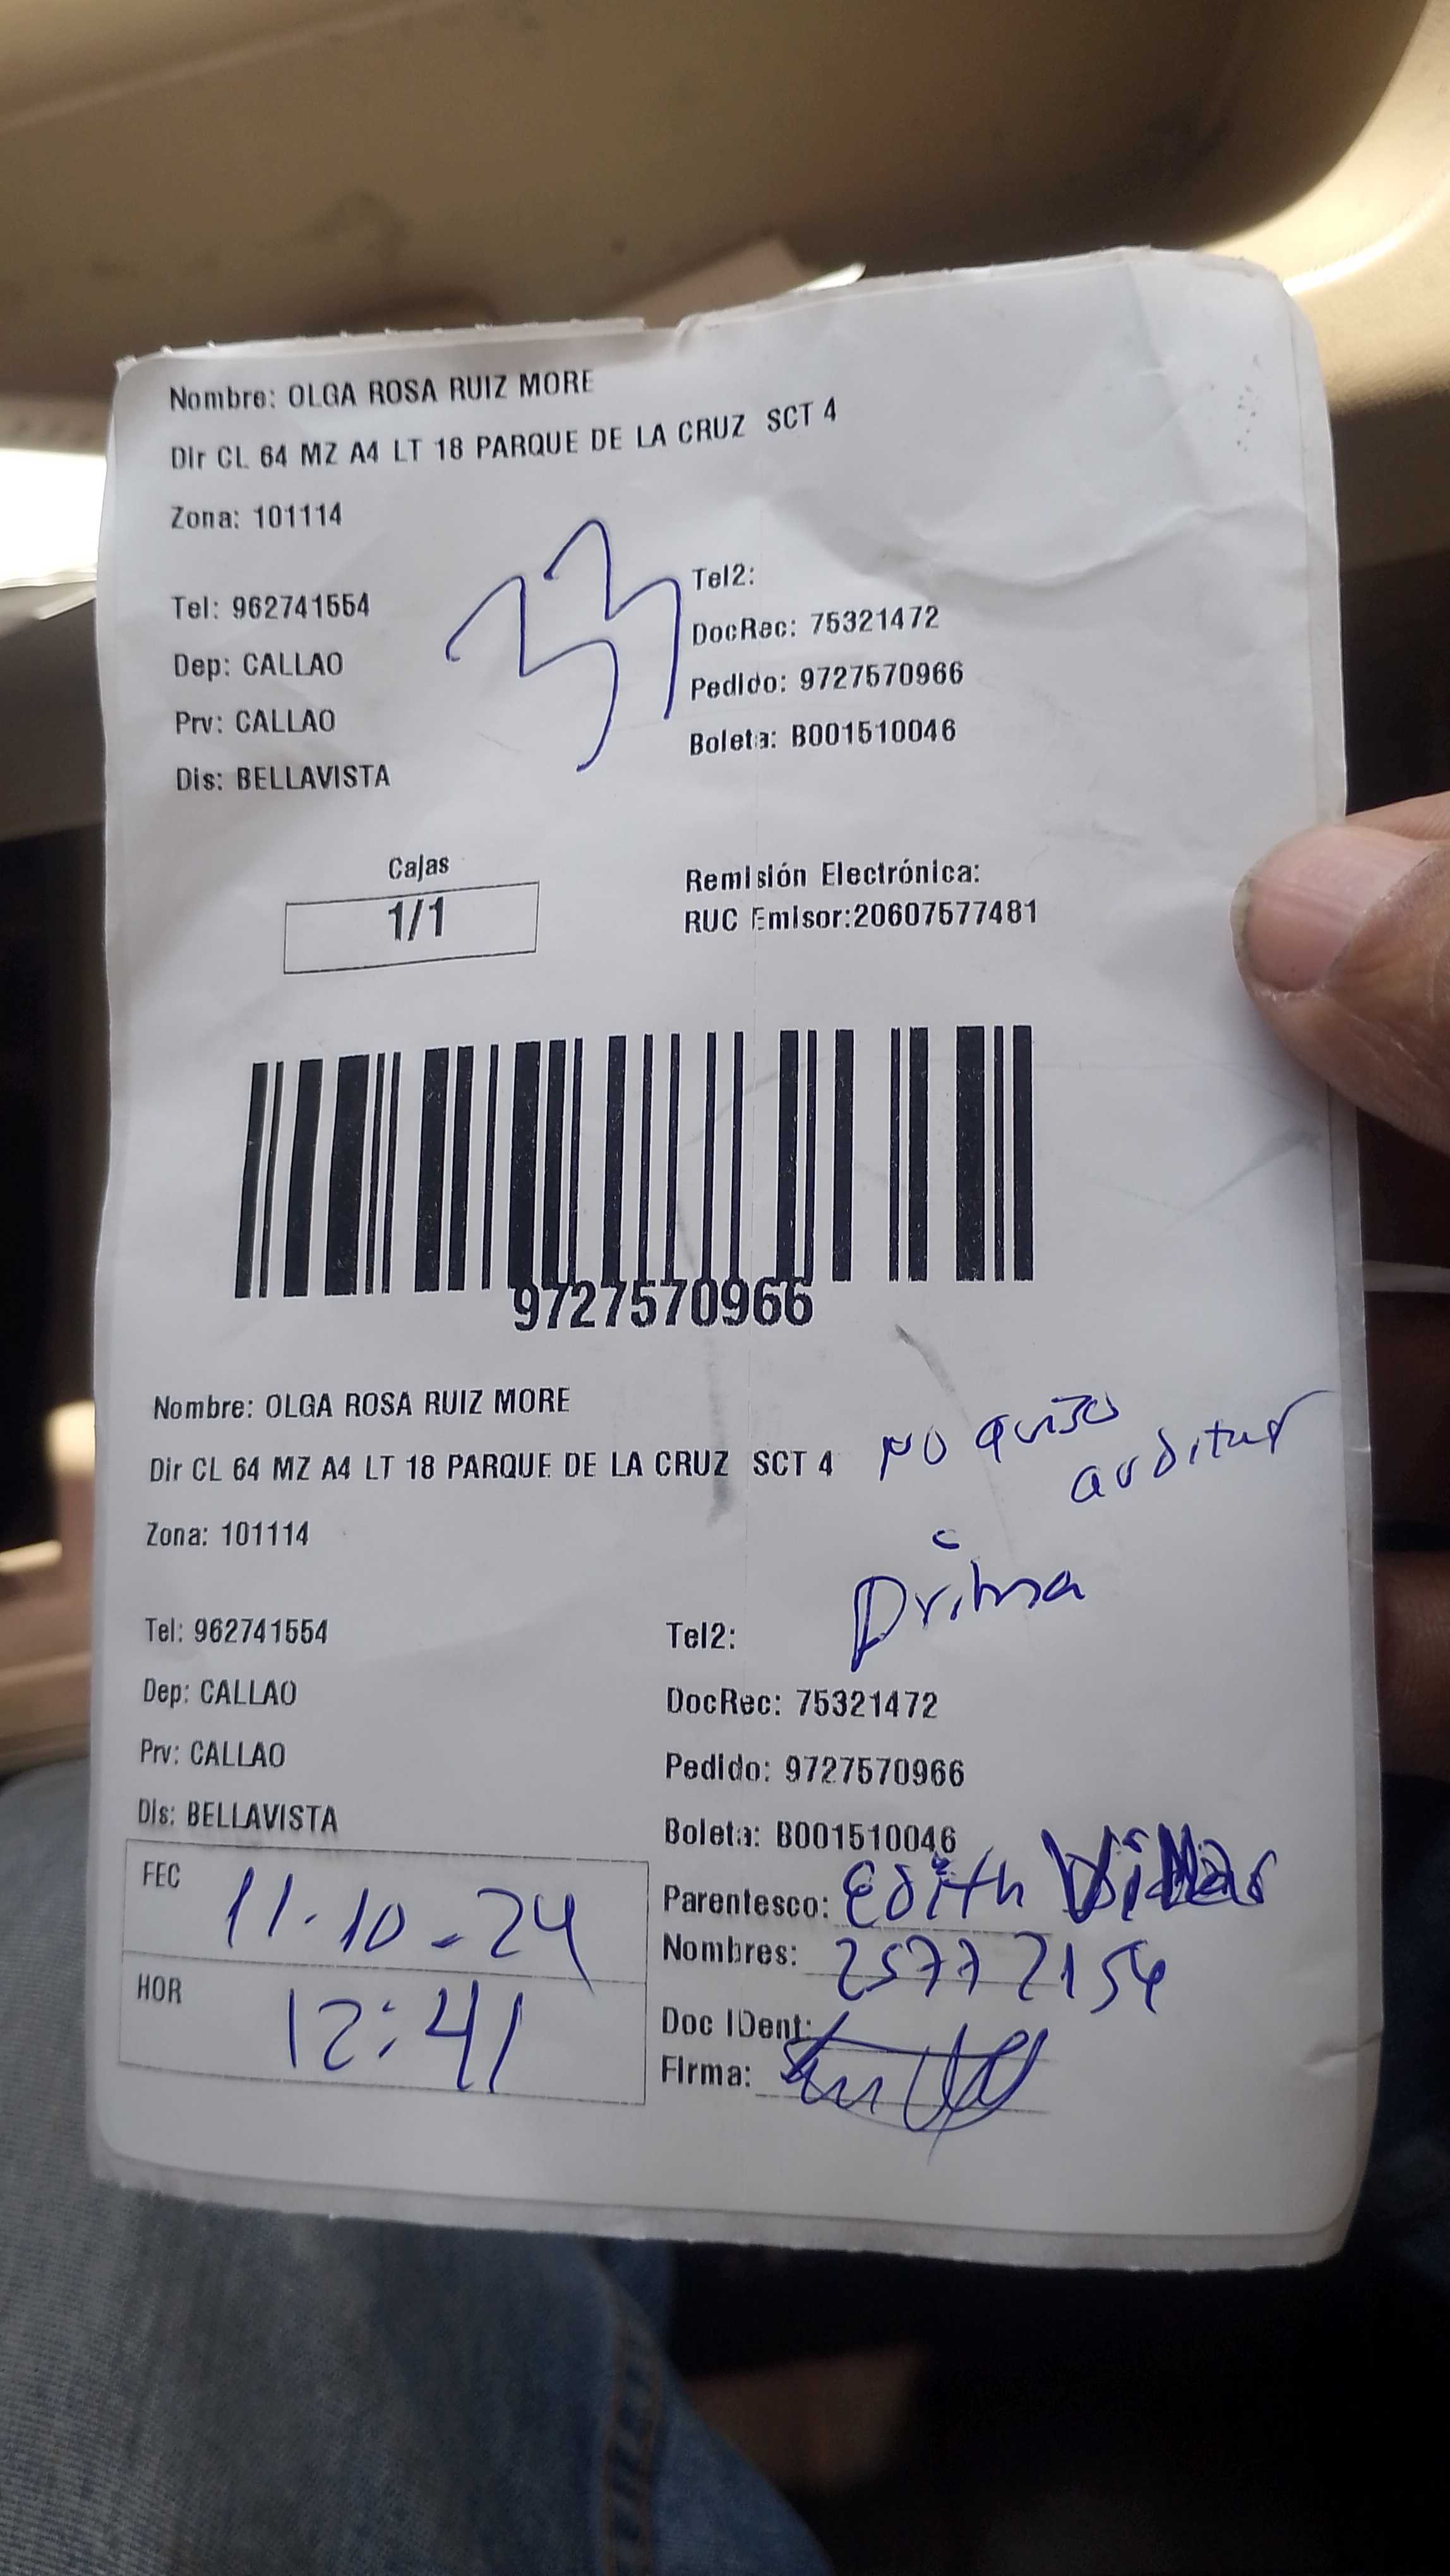 Nombre: OLGA ROSA RUIZ MORE
Dir CL 64 MZ A4 LT 18 PARQUE DE LA CRUZ SCT 4
Zona: 101114
33
Tel: 962741554
Dep: CALLAO
Prv: CALLAO
Dis: BELLAVISTA
Tel2:
DocRec: 75321472
Pedido: 9727570966
Boleta: B001510046
Cajas
1/1
Remisión Electrónica:
RUC Emisor:20607577481
9727570966
Nombre: OLGA ROSA RUIZ MORE
Dir CL 64 MZ A4 LT 18 PARQUE DE LA CRUZ SCT 4
Zona: 101114
NO quiso
auditar
Prima
Tel: 962741554
Dep: CALLAO
Prv: CALLAO
Dis: BELLAVISTA
Tel2:
DocRec: 75321472
Pedido: 9727570966
Boleta: B001510046
FEC 11-10-24
HOR 12:41
Parentesco: Edith
Nombres: 25772154
Doc IDent:
Firma: